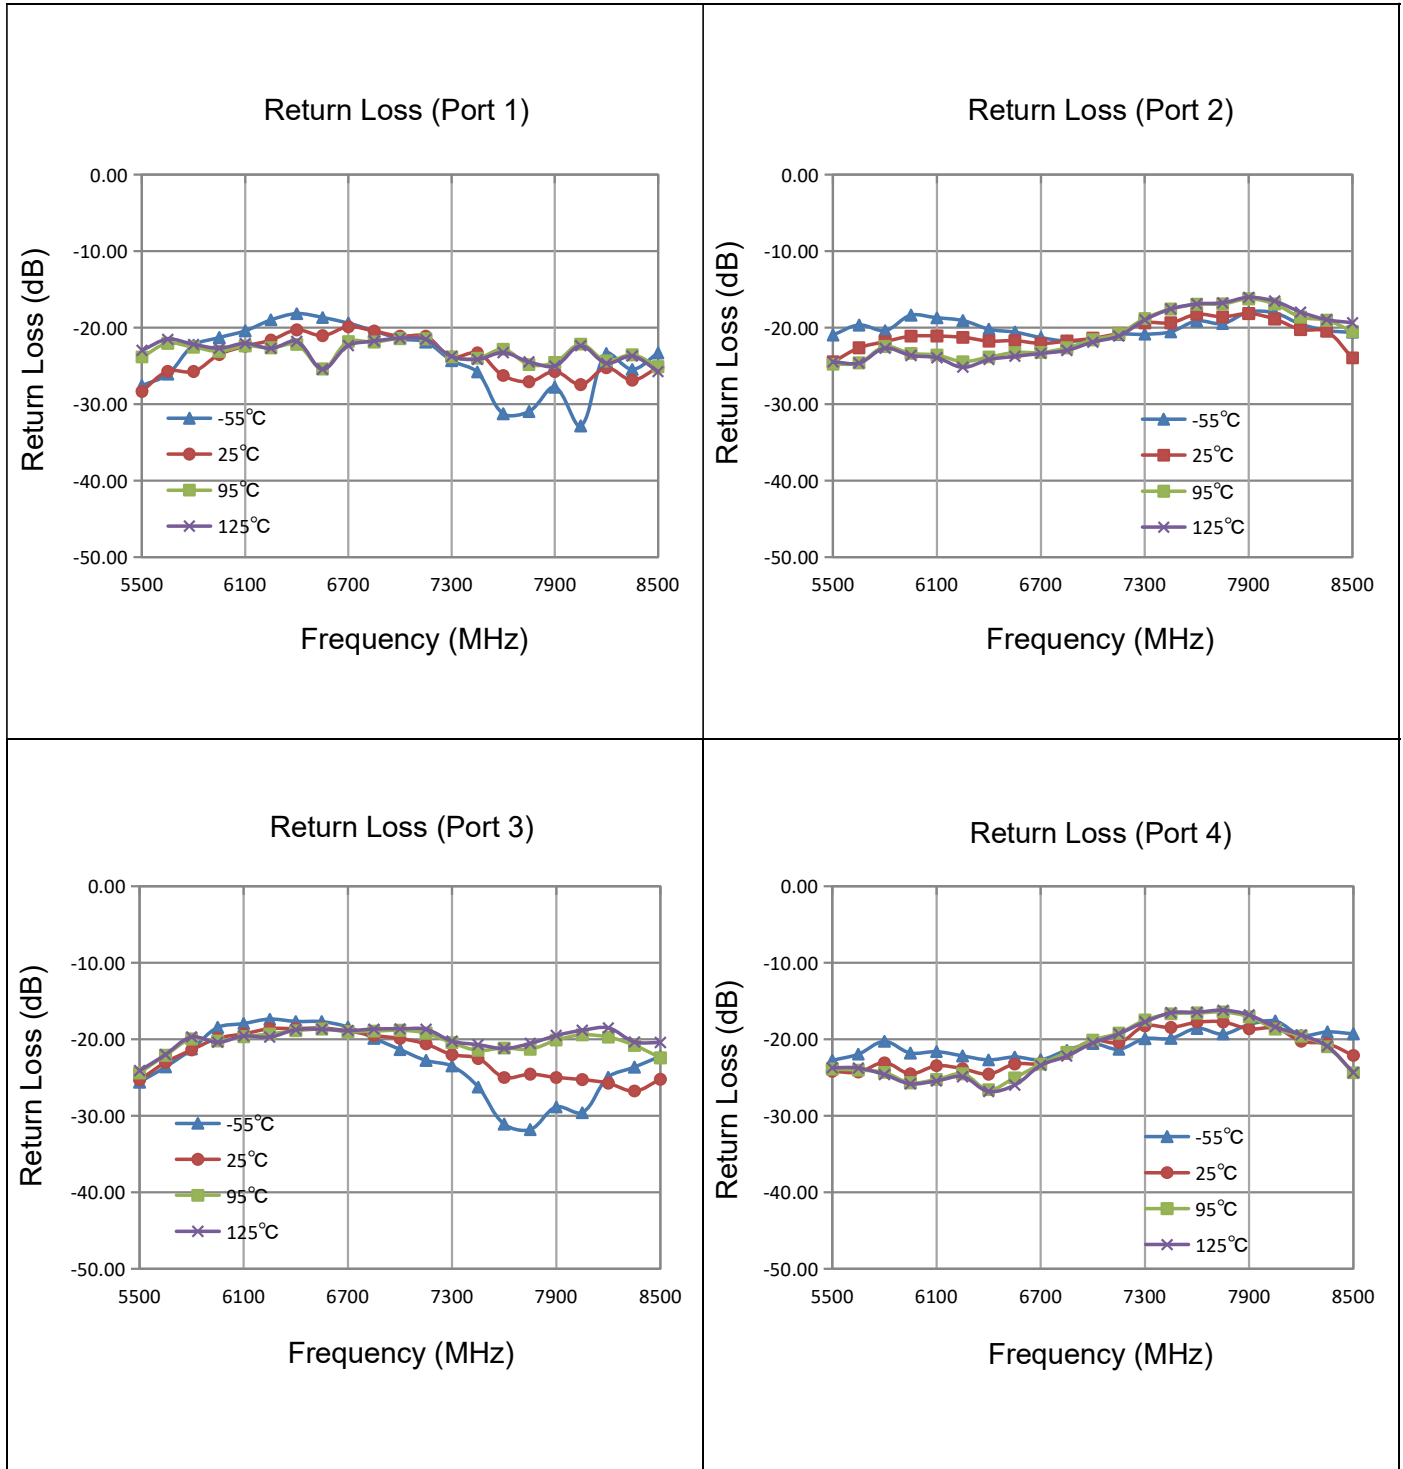 Return Loss (Port 1)
Return Loss (dB)
0.00
-10.00
-20.00
-30.00
-40.00
-50.00
-55℃
25℃
95℃
125℃
5500 6100 6700 7300 7900 8500
Frequency (MHz)
Return Loss (Port 2)
Return Loss (dB)
0.00
-10.00
-20.00
-30.00
-40.00
-50.00
-55℃
25℃
95℃
125℃
5500 6100 6700 7300 7900 8500
Frequency (MHz)
Return Loss (Port 3)
Return Loss (dB)
0.00
-10.00
-20.00
-30.00
-40.00
-50.00
-55℃
25℃
95℃
125℃
5500 6100 6700 7300 7900 8500
Frequency (MHz)
Return Loss (Port 4)
Return Loss (dB)
0.00
-10.00
-20.00
-30.00
-40.00
-50.00
-55℃
25℃
95℃
125℃
5500 6100 6700 7300 7900 8500
Frequency (MHz)